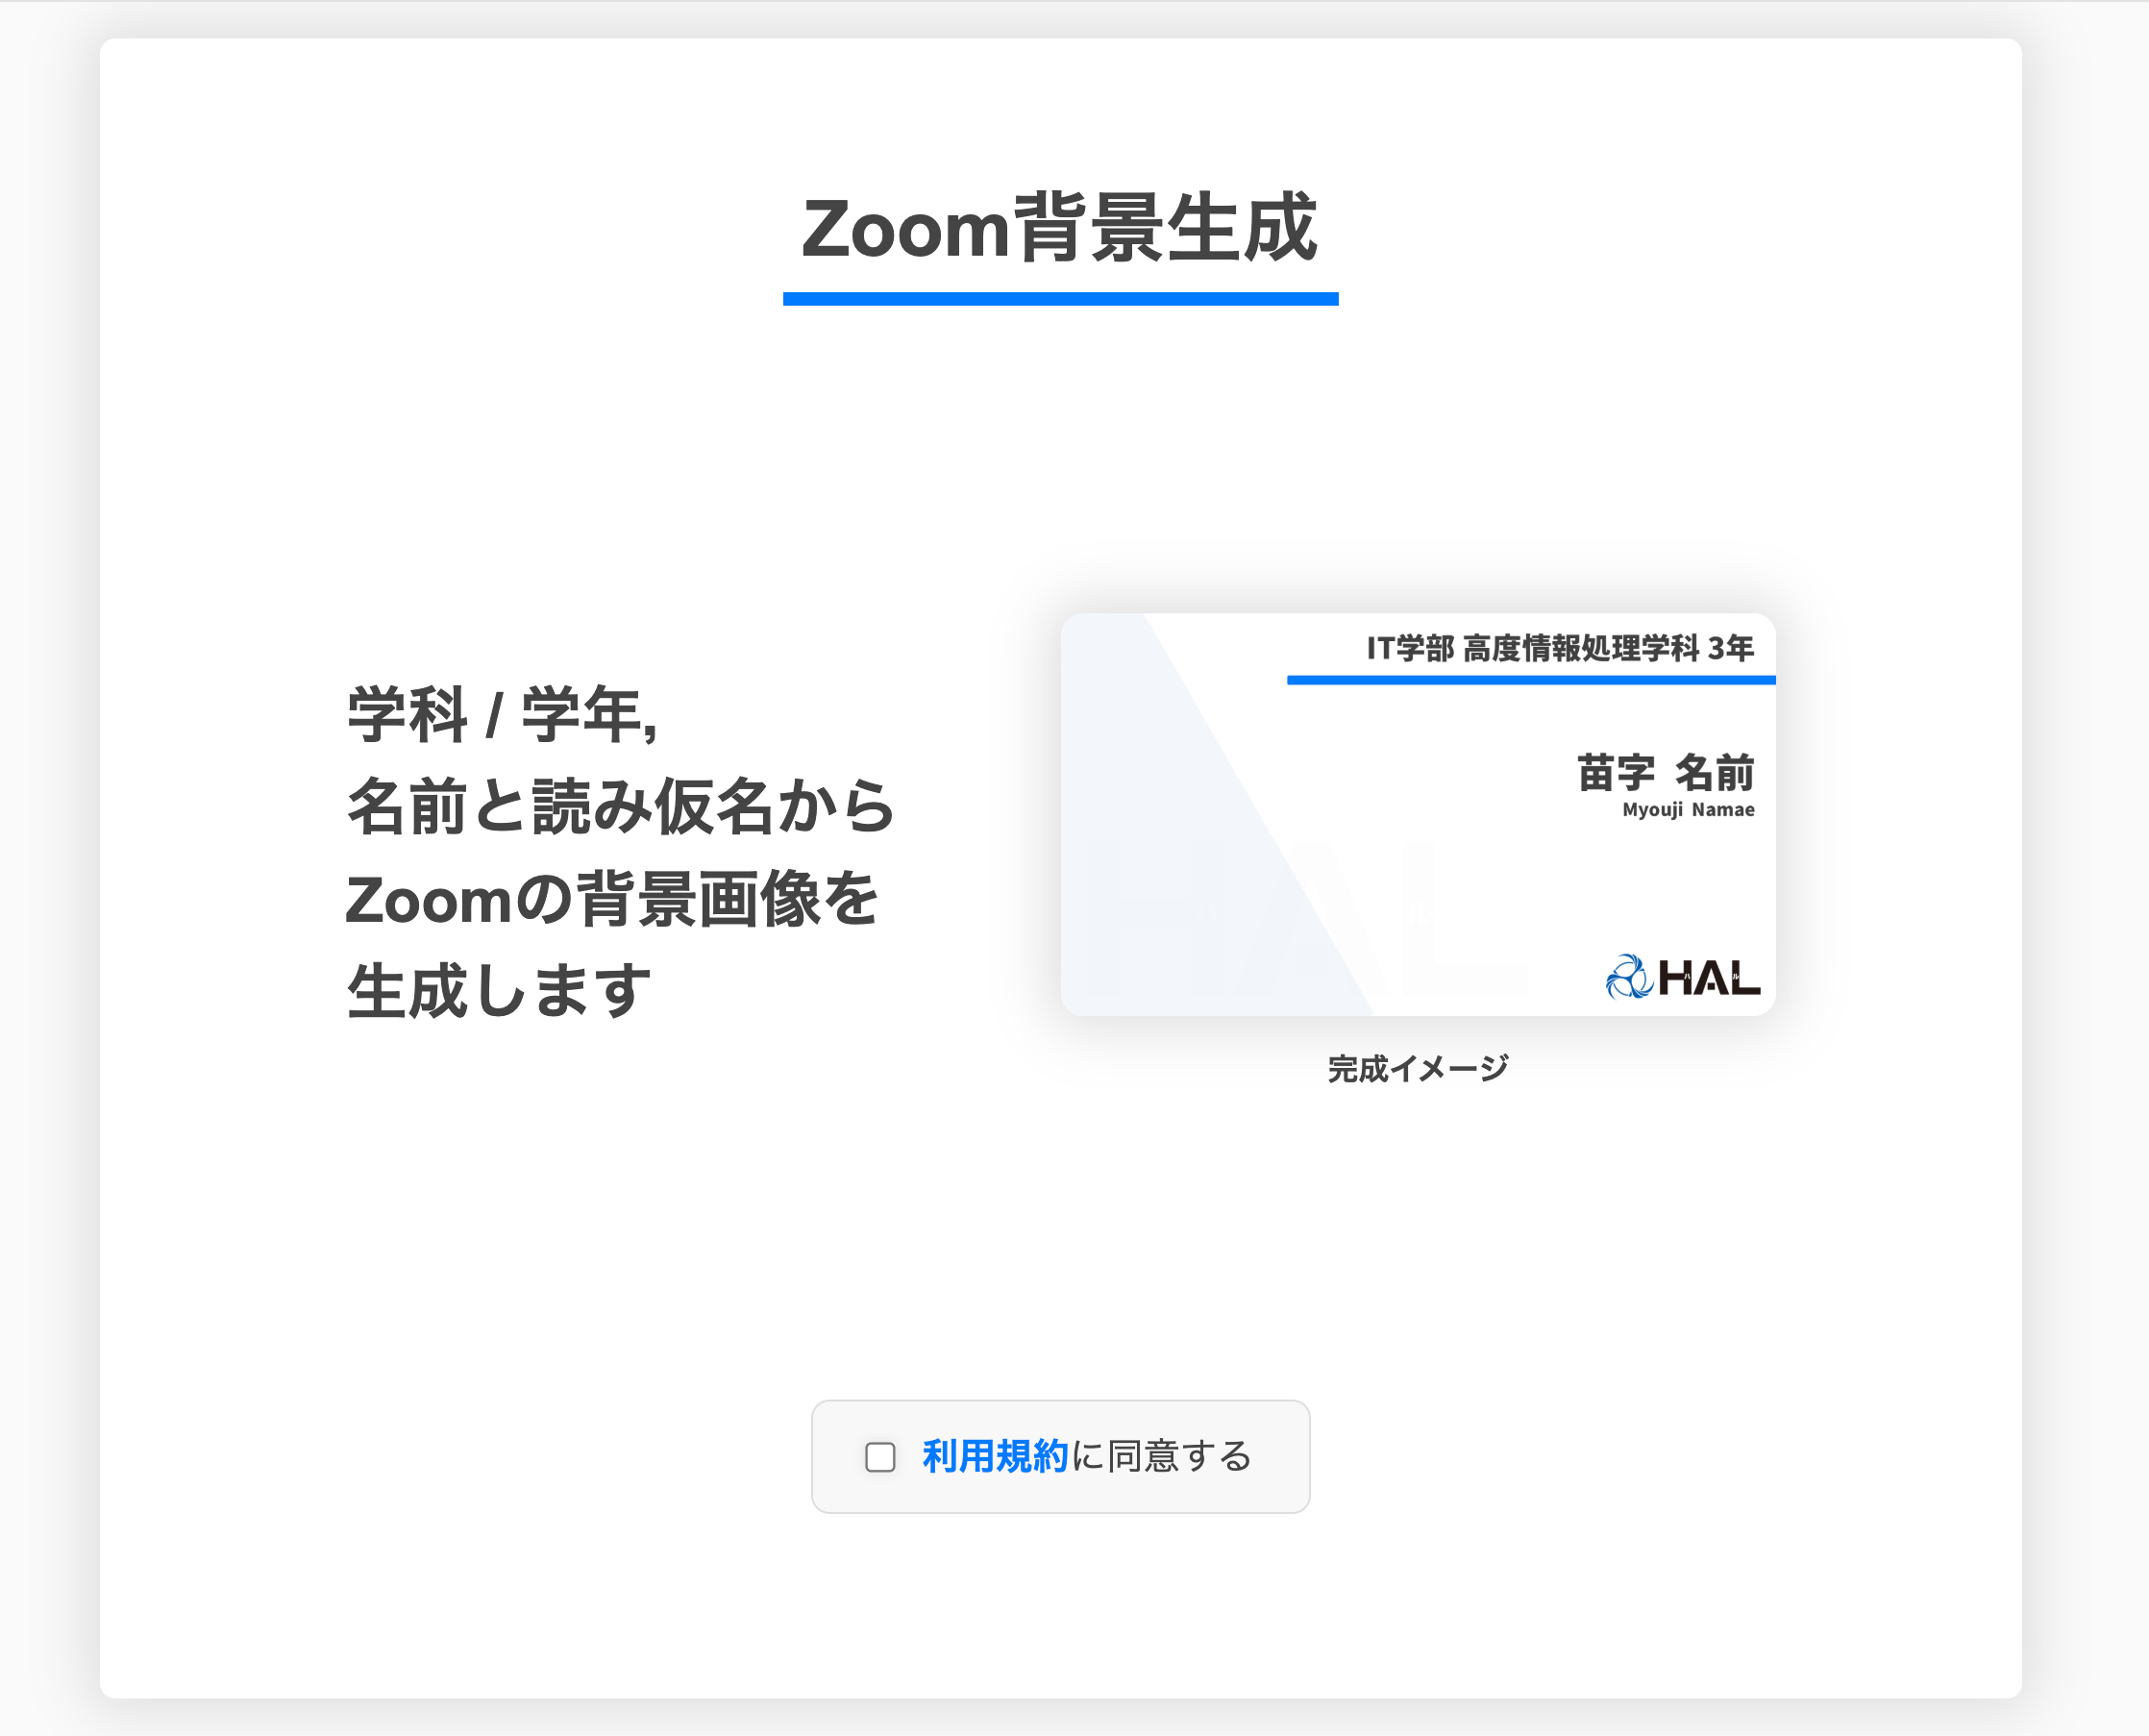 Zoom背景生成
学科 / 学年,
名前と読み仮名から
Zoomの背景画像を
生成します
IT学部 高度情報処理学科 3年
苗字 名前
Myouji Namae
HAL
完成イメージ
利用規約に同意する